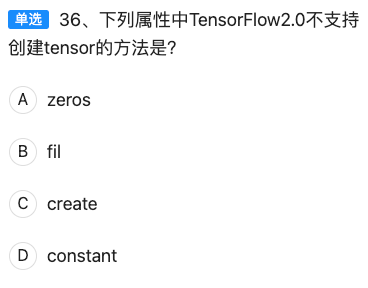 单选 36、下列属性中TensorFlow2.0不支持
创建tensor的方法是?
A zeros
B fil
C create
D constant